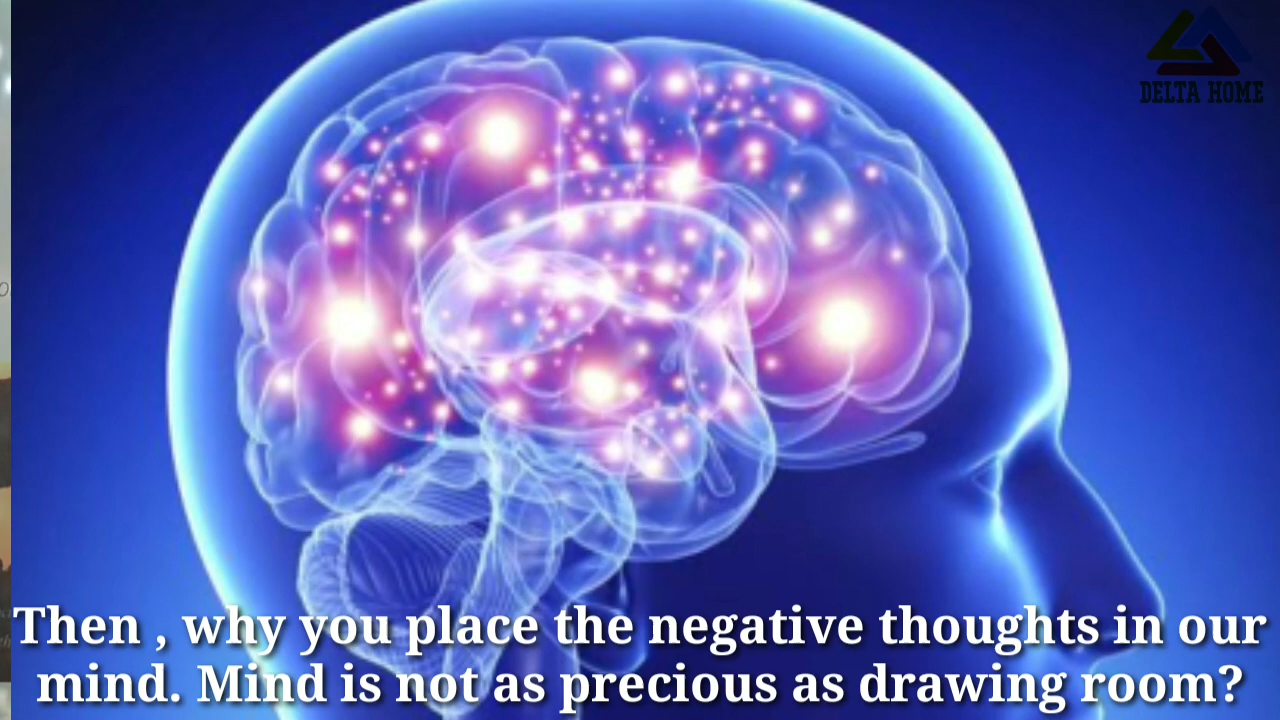 DELTA HOME
Then , why you place the negative thoughts in our
mind. Mind is not as precious as drawing room?